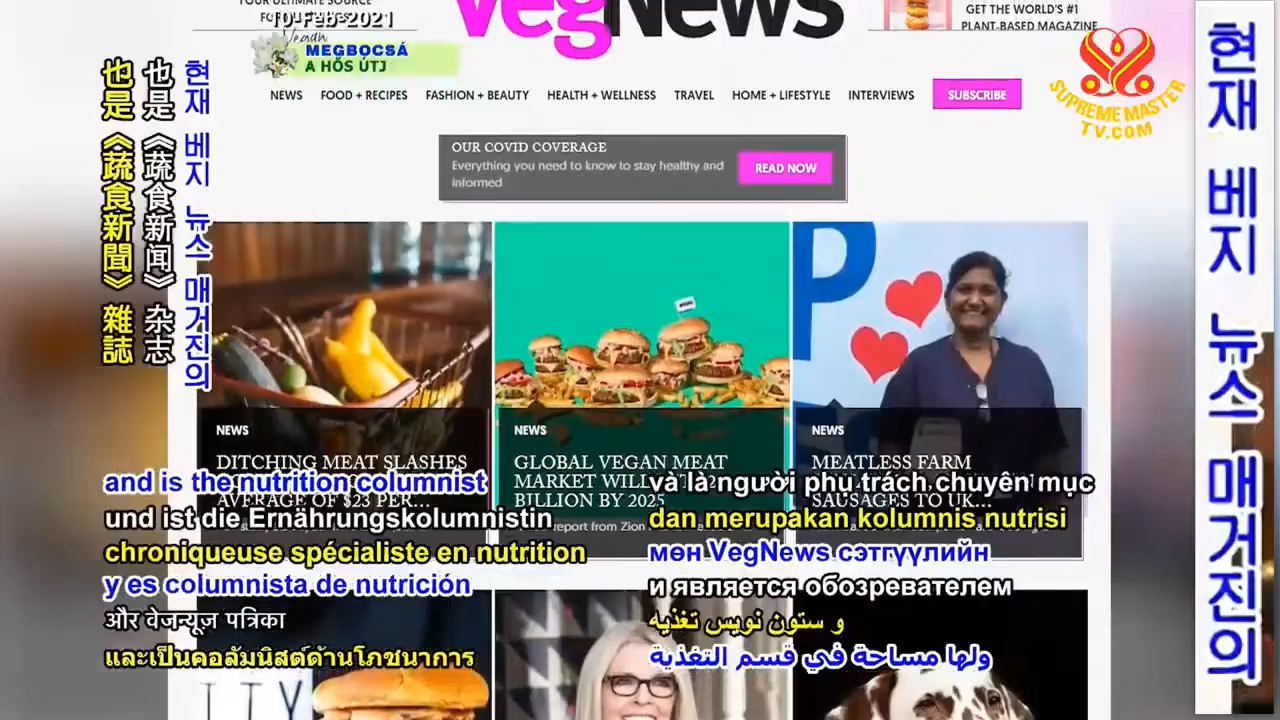 YOUR ULTIMATE SOURCE
10-Feb-2021
Vegan
MEGBOCSÁ
A HŐS ÚTJ
VegNews
GET THE WORLD'S #1
PLANT-BASED MAGAZINE
SUPREME MASTER
TV.COM
NEWS
FOOD + RECIPES
FASHION + BEAUTY
HEALTH + WELLNESS
TRAVEL
HOME + LIFESTYLE
INTERVIEWS
SUBSCRIBE
OUR COVID COVERAGE
Everything you need to know to stay healthy and
informed
READ NOW
也是《蔬食新聞》雜誌
也是《蔬食新闻》杂志
현재 베지 뉴스 매거진의
현재 베지 뉴스 매거진의
NEWS
DITCHING MEAT SLASHES
AVERAGE OF $23 PER...
NEWS
GLOBAL VEGAN MEAT
MARKET WILL
BILLION BY 2025
report from Zion
NEWS
MEATLESS FARM
SAUSAGES TO UK...
and is the nutrition columnist
und ist die Ernährungskolumnistin
chroniqueuse spécialiste en nutrition
y es columnista de nutrición
और वेजन्यूज़ पत्रिका
และเป็นคอลัมนิสต์ด้านโภชนาการ
và là người phụ trách chuyên mục
dan merupakan kolumnis nutrisi
мөн VegNews сэтгүүлийн
и является обозревателем
و ستون نویس تغذیه
ولها مساحة في قسم التغذية
TTY